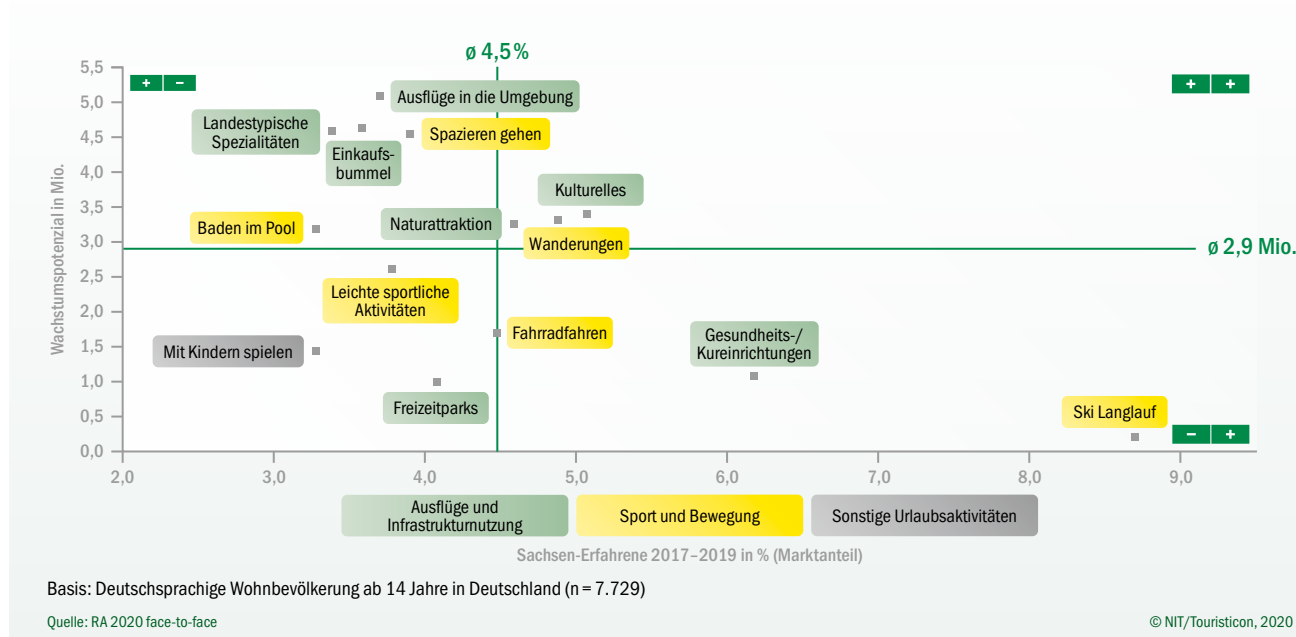 ø 4,5 %
5,5
5,0
4,5
4,0
3,5
3,0
2,5
2,0
1,5
1,0
0,5
0,0
Wachstumspotenzial in Mio.
+ −
+ +
Ausflüge in die Umgebung
Landestypische
Spezialitäten
Einkaufs-
bummel
Spazieren gehen
Kulturelles
Baden im Pool
Naturattraktion
Wanderungen
ø 2,9 Mio.
Leichte sportliche
Aktivitäten
Fahrradfahren
Gesundheits-/
Kureinrichtungen
Mit Kindern spielen
Freizeitparks
Ski Langlauf
− +
2,0 3,0 4,0 5,0 6,0 7,0 8,0 9,0
Ausflüge und
Infrastrukturnutzung
Sport und Bewegung
Sonstige Urlaubsaktivitäten
Sachsen-Erfahrene 2017–2019 in % (Marktanteil)
Basis: Deutschsprachige Wohnbevölkerung ab 14 Jahre in Deutschland (n = 7.729)
Quelle: RA 2020 face-to-face
© NIT/Touristicon, 2020